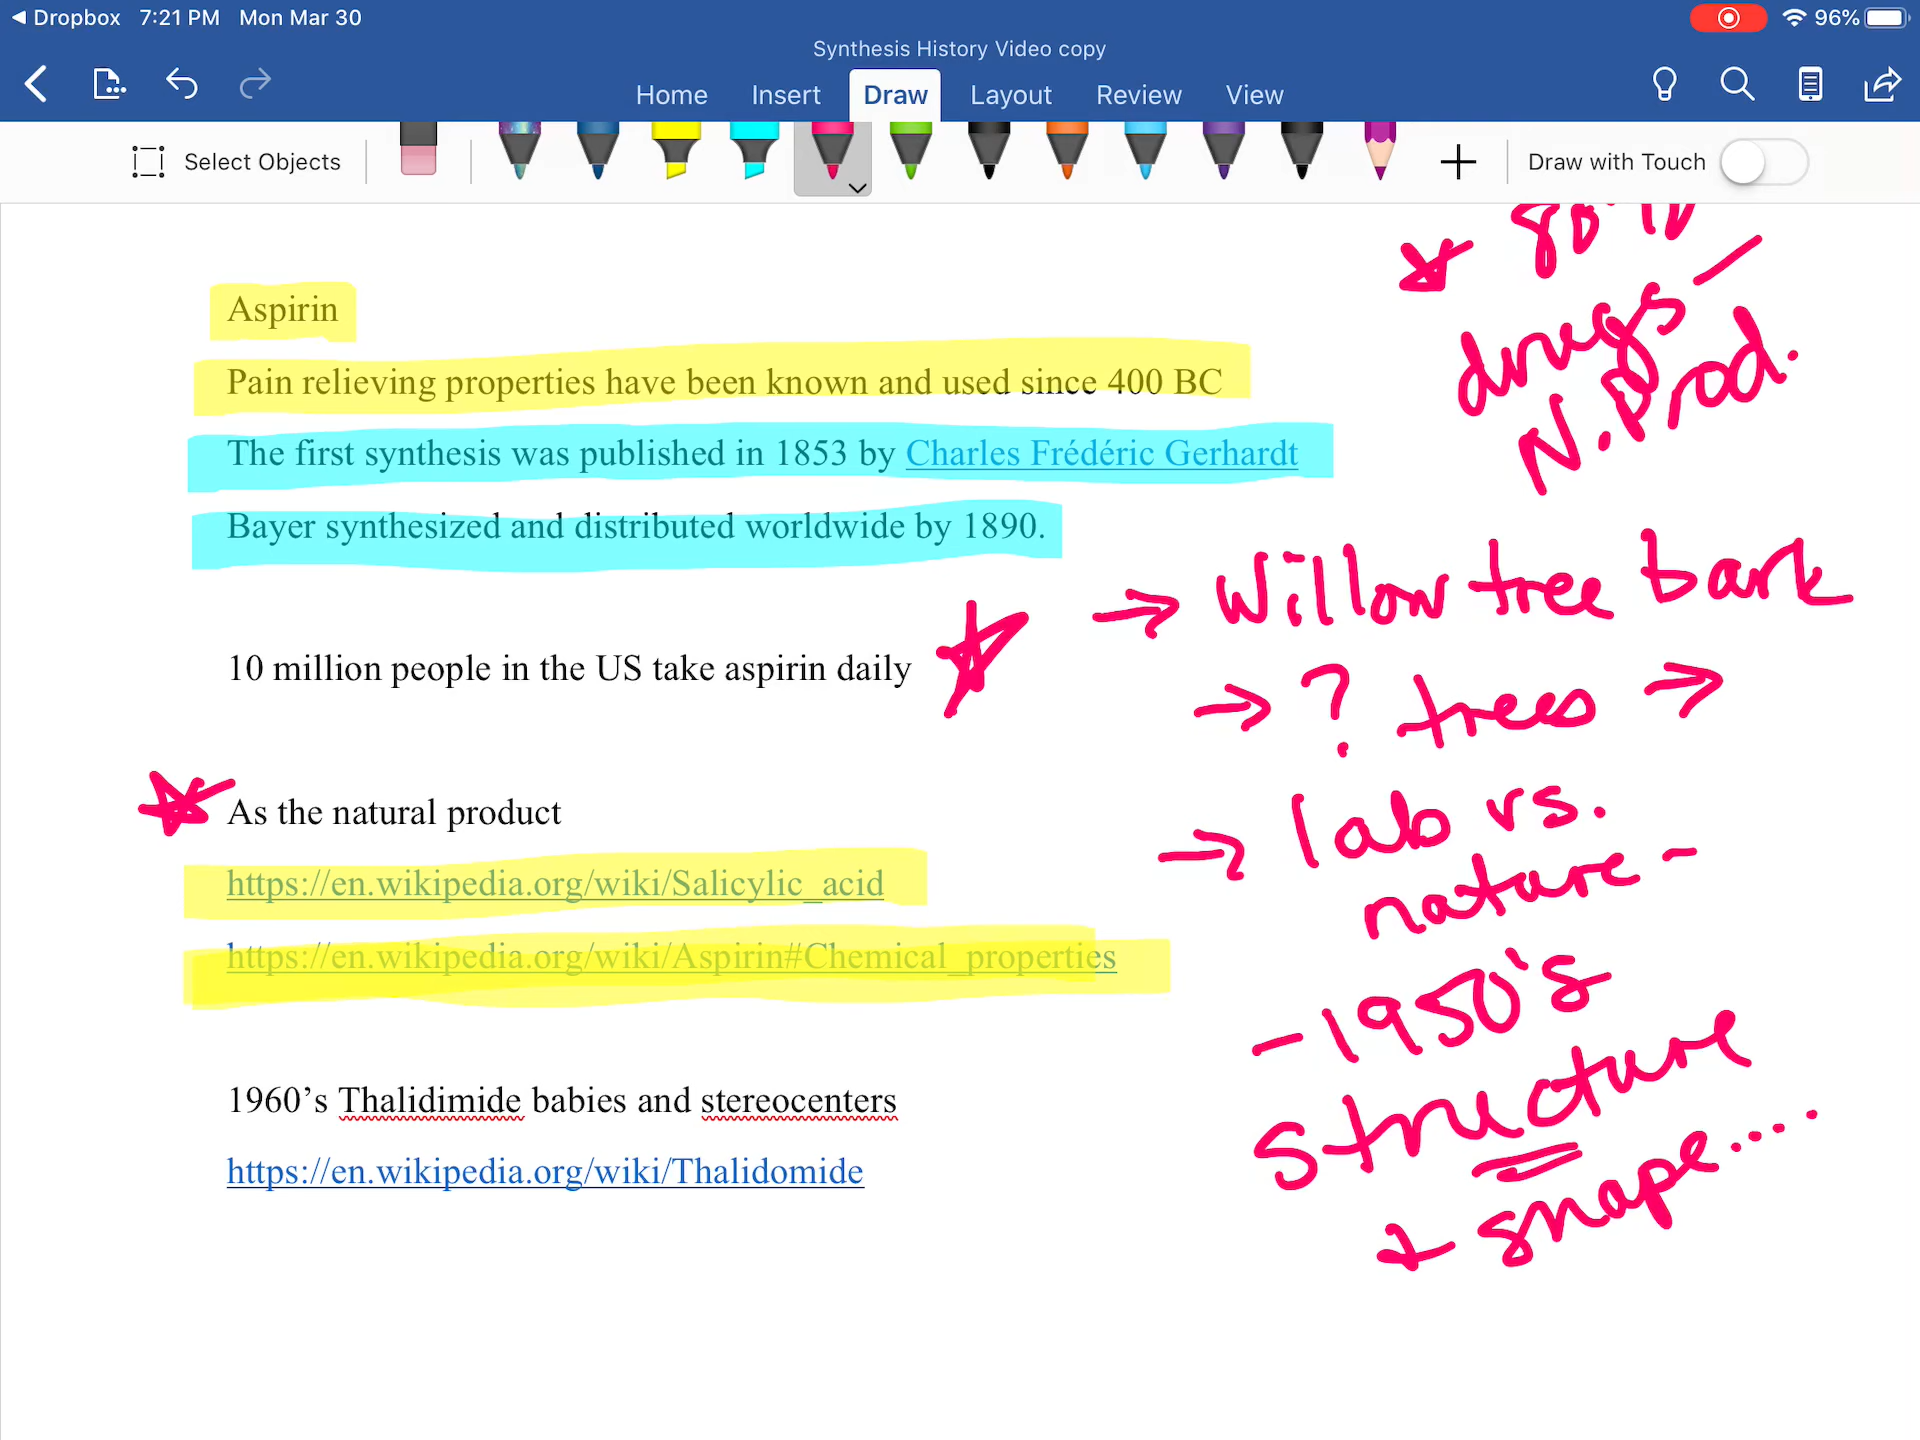 Dropbox 7:21 PM Mon Mar 30 96%
Synthesis History Video copy
Home Insert Draw Layout Review View
Select Objects Draw with Touch
drugs –
N. Prod.
Aspirin
Pain relieving properties have been known and used since 400 BC
The first synthesis was published in 1853 by Charles Frédéric Gerhardt
Bayer synthesized and distributed worldwide by 1890.
→ Willow tree bark
10 million people in the US take aspirin daily
→ ? trees →
As the natural product
→ lab vs.
nature -
https://en.wikipedia.org/wiki/Salicylic_acid
https://en.wikipedia.org/wiki/Aspirin#Chemical_properties
- 1950's
structure
+ shape....
1960’s Thalidimide babies and stereocenters
https://en.wikipedia.org/wiki/Thalidomide